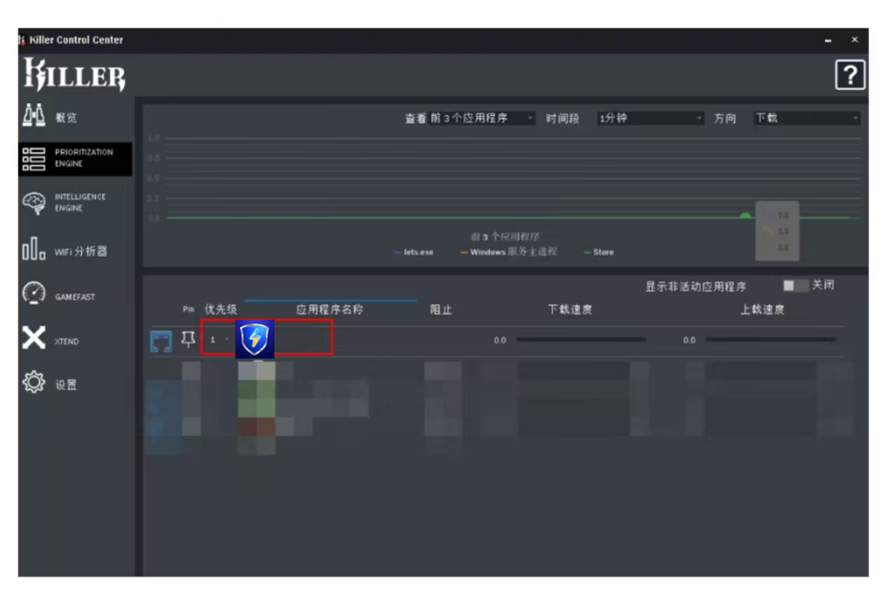 Killer Control Center
KILLER
?
概览
PRIORITIZATION
ENGINE
INTELLIGENCE
ENGINE
WiFi 分析器
GAMEFAST
XTEND
设置
查看 前 3 个应用程序 时间段 1分钟 方向 下载
1.0
0.8
0.5
0.3
0.0
0.0
0.0
0.0
前 3 个应用程序
lets.exe Windows 服务主进程 Store
显示非活动应用程序 关闭
Pin 优先级 应用程序名称 阻止 下载速度 上载速度
1 0.0 0.0